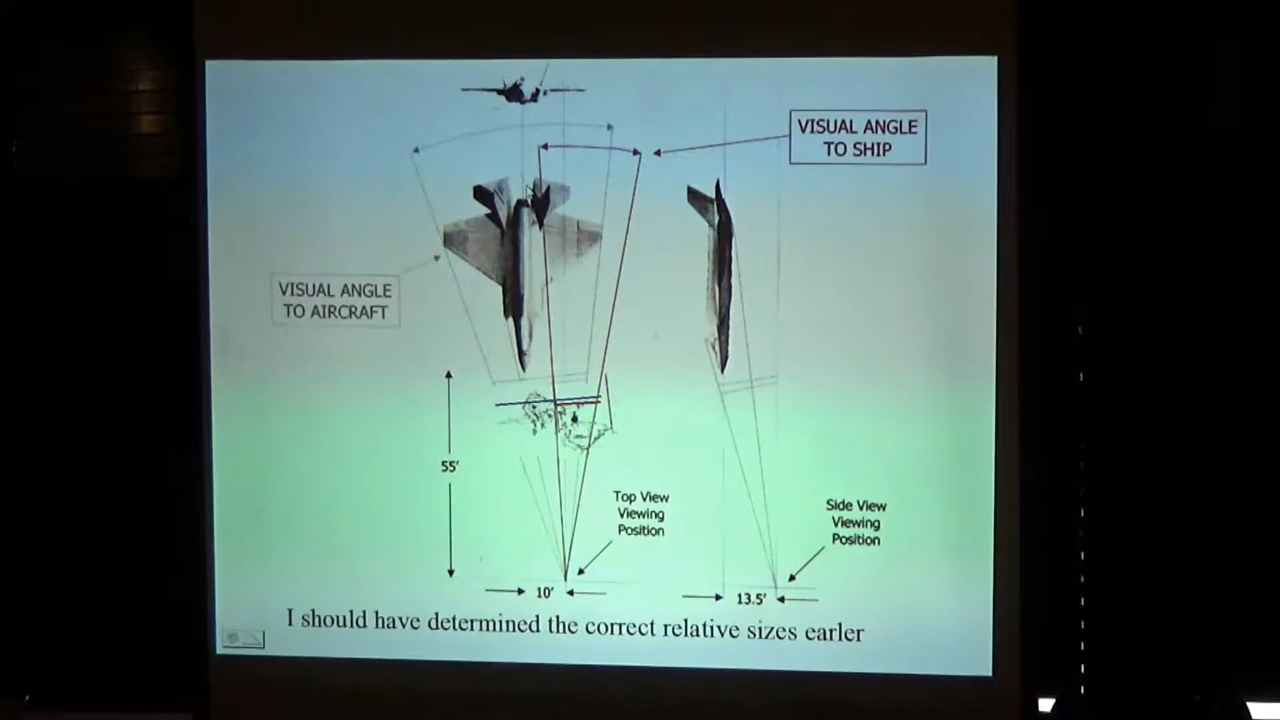 VISUAL ANGLE
TO SHIP
VISUAL ANGLE
TO AIRCRAFT
55'
Top View
Viewing
Position
Side View
Viewing
Position
10'
13.5'
I should have determined the correct relative sizes earler